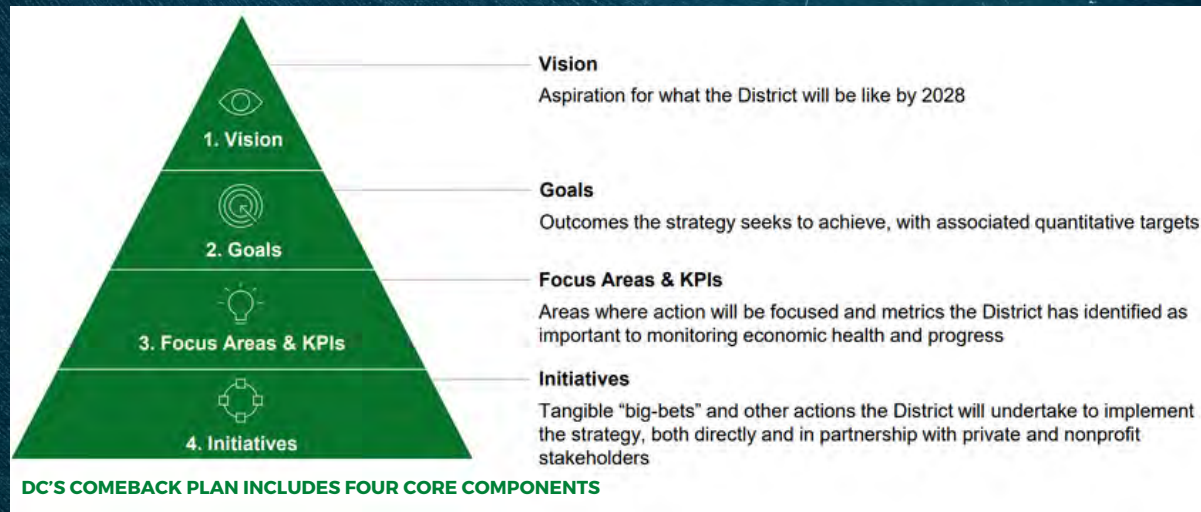 1. Vision
2. Goals
3. Focus Areas & KPIs
4. Initiatives
Vision
Aspiration for what the District will be like by 2028
Goals
Outcomes the strategy seeks to achieve, with associated quantitative targets
Focus Areas & KPIs
Areas where action will be focused and metrics the District has identified as
important to monitoring economic health and progress
Initiatives
Tangible “big-bets” and other actions the District will undertake to implement
the strategy, both directly and in partnership with private and nonprofit
stakeholders
DC’S COMEBACK PLAN INCLUDES FOUR CORE COMPONENTS